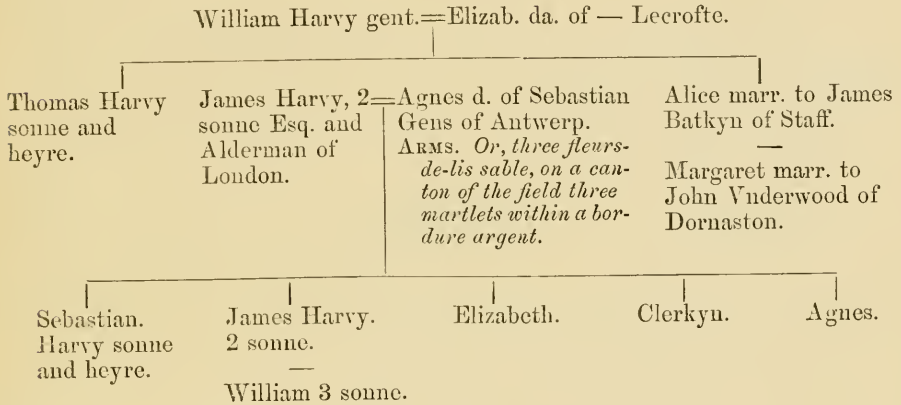 William Harvy gent.=Elizab. da. of — Lecrofte.
Thomas Harvy
sonne and
heyre.
James Harvy, 2=
sonne Esq. and
Alderman of
London.
Agnes d. of Sebastian
Gens of Antwerp.
ARMS. Or, three fleurs-
de-lis sable, on a can-
ton of the field three
martlets within a bor-
dure argent.
Alice marr. to James
Batkyn of Staff.
—
Margaret marr. to
John Vnderwood of
Dornaston.
Sebastian.
Harvy sonne
and heyre.
James Harvy.
2 sonne.
—
William 3 sonne.
Elizabeth.
Clerkyn.
Agnes.